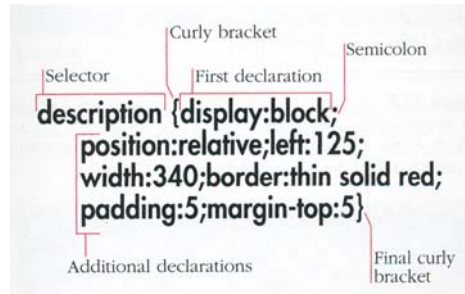 Curly bracket
Semicolon
Selector
First declaration
description {display:block;
position:relative;left:125;
width:340;border:thin solid red;
padding:5;margin-top:5}
Additional declarations
Final curly
bracket